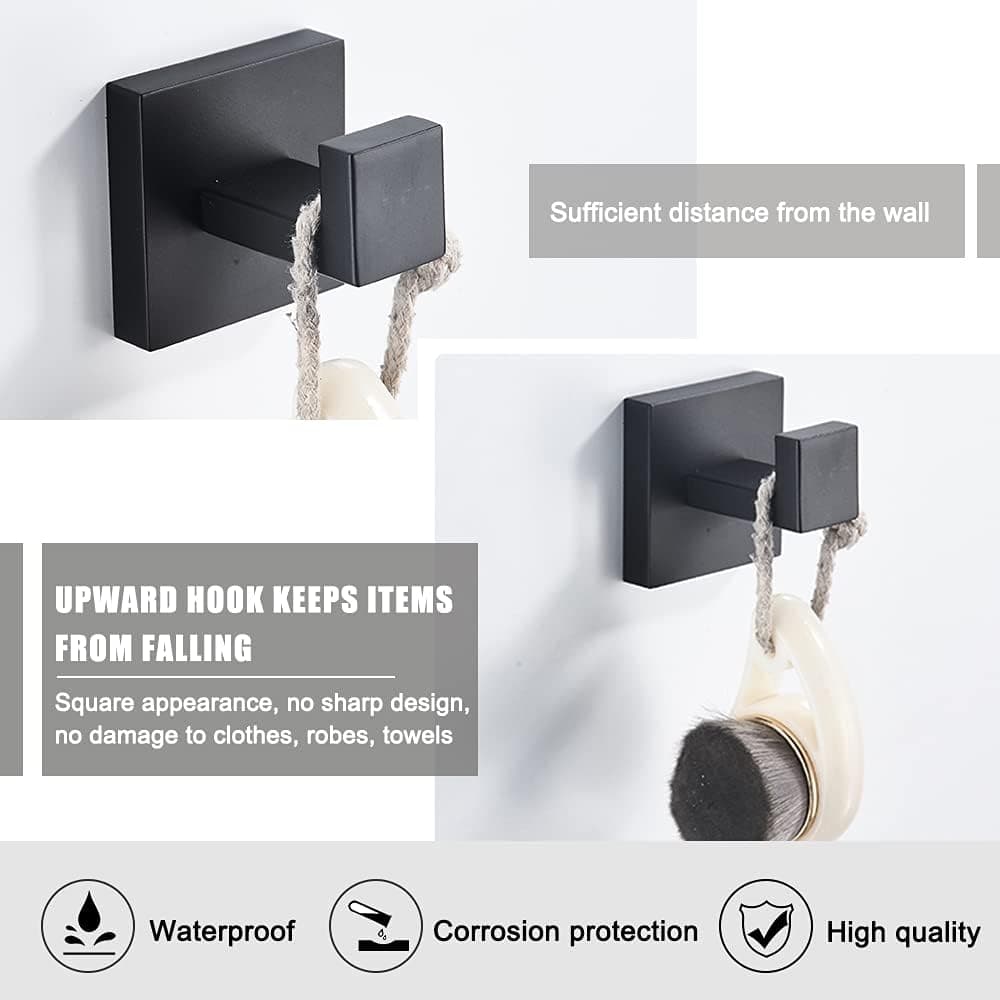 Sufficient distance from the wall
UPWARD HOOK KEEPS ITEMS
FROM FALLING
Square appearance, no sharp design,
no damage to clothes, robes, towels
Waterproof
Corrosion protection
High quality